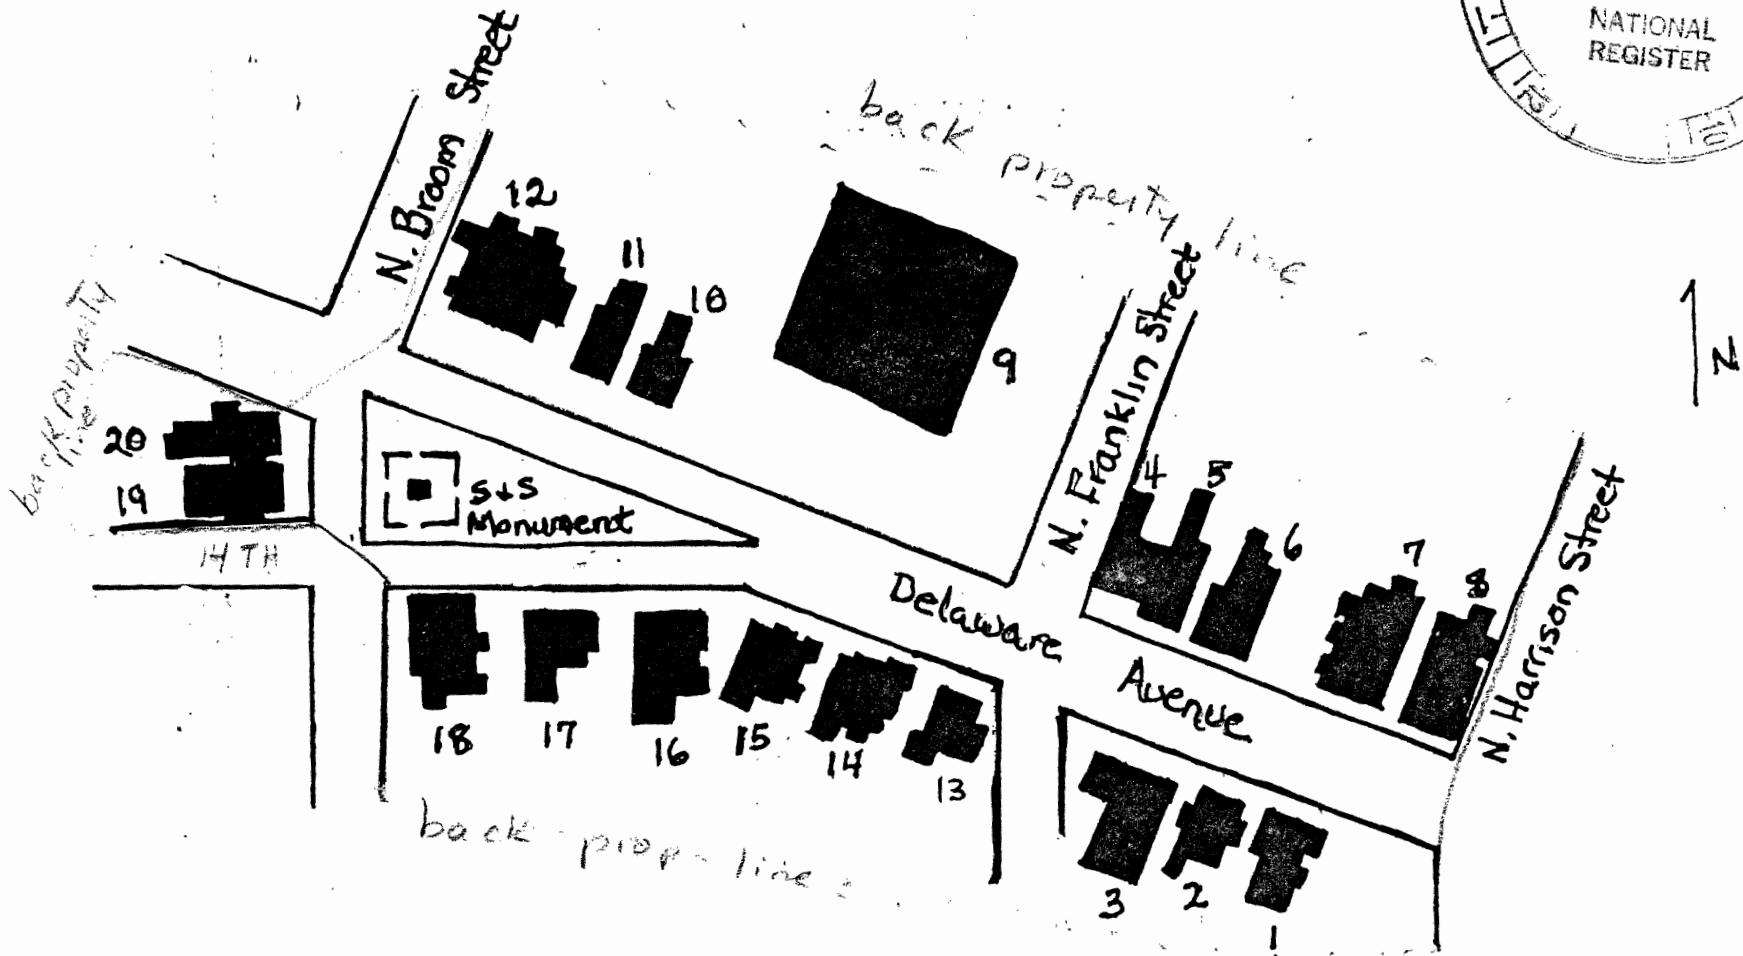 NATIONAL
REGISTER
N. Broom Street
back property line
12
11
10
9
N. Franklin Street
N
back property
line
20
19
S+S
Monument
14TH
4
5
6
7
8
N. Harrison Street
Delaware
Avenue
18
17
16
15
14
13
3
2
1
back prop line